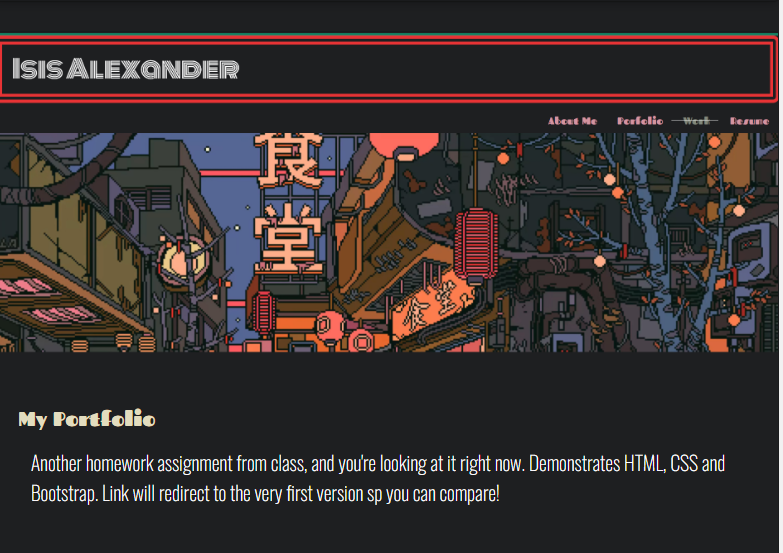 Isis Alexander
About Me Porfolio Work Resume
食
堂
My Portfolio
Another homework assignment from class, and you're looking at it right now. Demonstrates HTML, CSS and
Bootstrap. Link will redirect to the very first version sp you can compare!